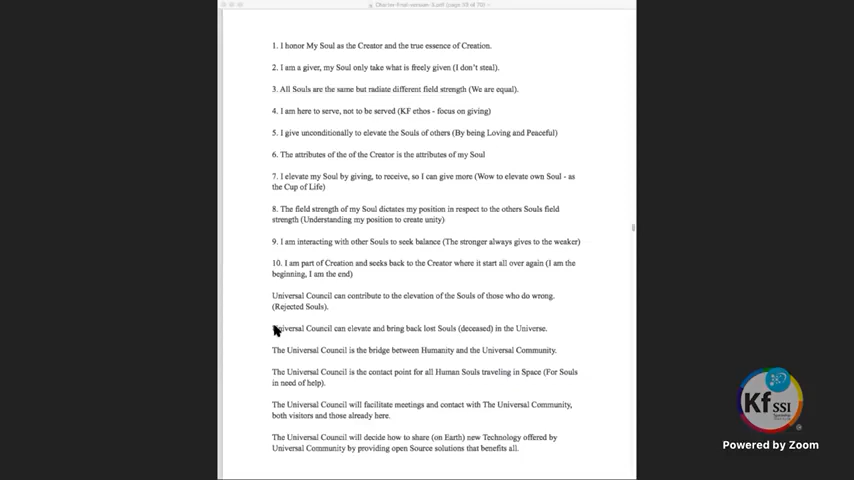 Charter-final-version-3.pdf (page 33 of 70)
1. I honor My Soul as the Creator and the true essence of Creation.
2. I am a giver, my Soul only take what is freely given (I don't steal).
3. All Souls are the same but radiate different field strength (We are equal).
4. I am here to serve, not to be served (KF ethos - focus on giving)
5. I give unconditionally to elevate the Souls of others (By being Loving and Peaceful)
6. The attributes of the of the Creator is the attributes of my Soul
7. I elevate my Soul by giving, to receive, so I can give more (Wow to elevate own Soul - as
the Cup of Life)
8. The field strength of my Soul dictates my position in respect to the others Souls field
strength (Understanding my position to create unity)
9. I am interacting with other Souls to seek balance (The stronger always gives to the weaker)
10. I am part of Creation and seeks back to the Creator where it start all over again (I am the
beginning, I am the end)
Universal Council can contribute to the elevation of the Souls of those who do wrong.
(Rejected Souls).
Universal Council can elevate and bring back lost Souls (deceased) in the Universe.
The Universal Council is the bridge between Humanity and the Universal Community.
The Universal Council is the contact point for all Human Souls traveling in Space (For Souls
in need of help).
The Universal Council will facilitate meetings and contact with The Universal Community,
both visitors and those already here.
The Universal Council will decide how to share (on Earth) new Technology offered by
Universal Community by providing open Source solutions that benefits all.
Kf SSI
Powered by Zoom